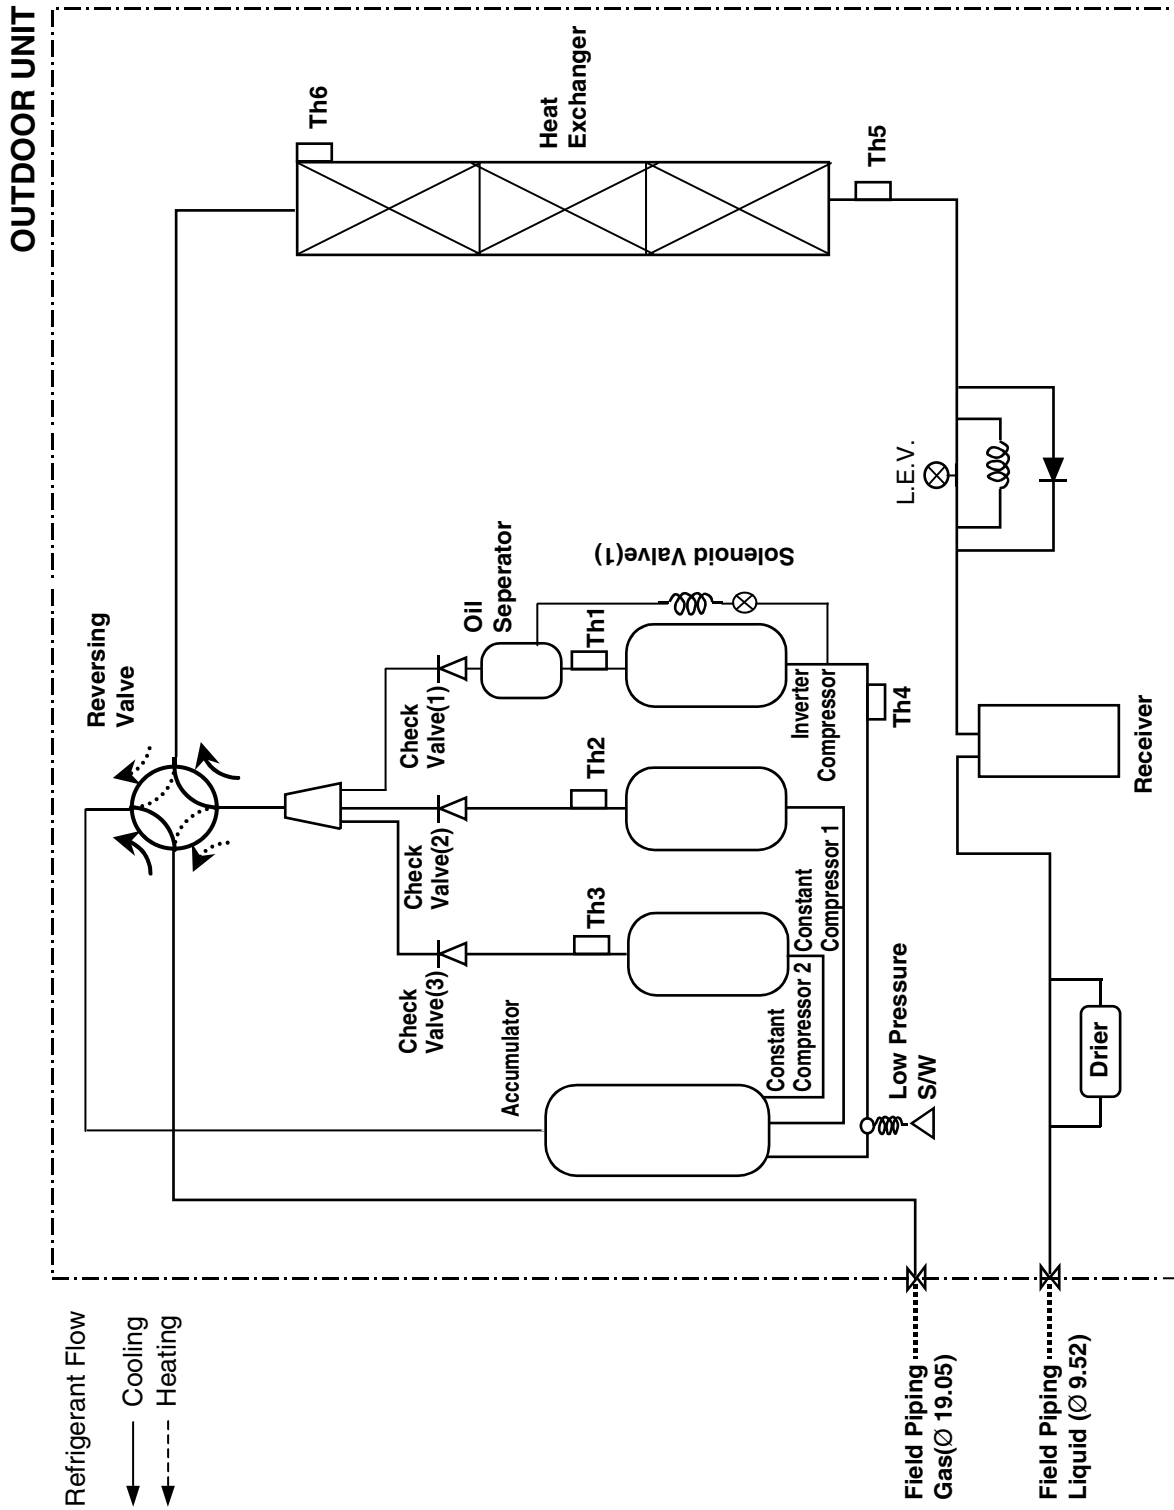 OUTDOOR UNIT
Refrigerant Flow
Cooling
Heating
Reversing
Valve
Th6
Heat
Exchanger
Th5
Oil
Seperator
Solenoid Valve(1)
Check
Valve(1)
Th1
Inverter
Compressor
Th4
Check
Valve(2)
Th2
Constant
Compressor 1
Check
Valve(3)
Th3
Constant
Compressor 2
Accumulator
Low Pressure
S/W
L.E.V.
Receiver
Drier
Field Piping
Gas(Ø 19.05)
Field Piping
Liquid (Ø 9.52)